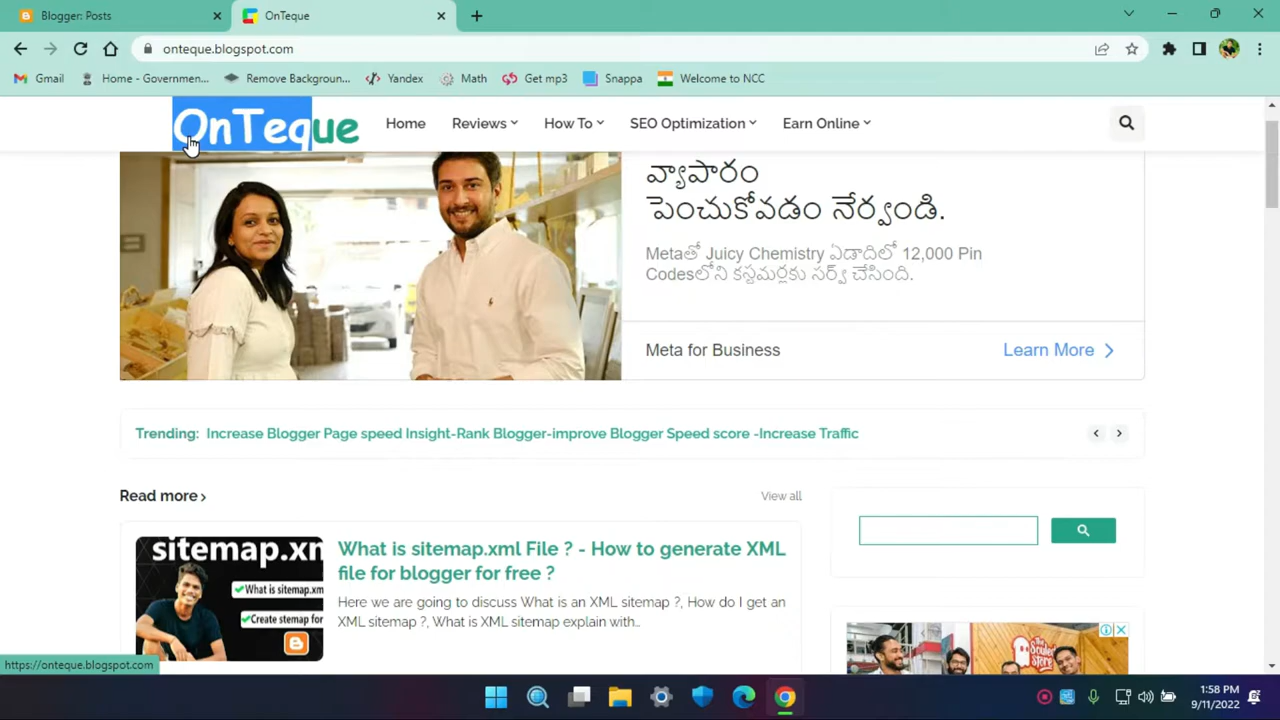 Blogger: Posts
OnTeque
onteque.blogspot.com
Gmail
Home - Governmen...
Remove Backgroun...
Yandex
Math
Get mp3
Snappa
Welcome to NCC
OnTeque
Home
Reviews
How To
SEO Optimization
Earn Online
వ్యాపారం
పెంచుకోవడం నేర్వండి.
Metaతో Juicy Chemistry ఏడాదిలో 12,000 Pin
Codesలోని కస్టమర్లకు సర్వ్ చేసింది.
Meta for Business
Learn More
Trending: Increase Blogger Page speed Insight-Rank Blogger-improve Blogger Speed score -Increase Traffic
Read more
View all
sitemap.xn
What is sitemap.xm
Create stemap for
What is sitemap.xml File ? - How to generate XML
file for blogger for free ?
Here we are going to discuss What is an XML sitemap ?, How do I get an
XML sitemap ?, What is XML sitemap explain with..
https://onteque.blogspot.com
1:58 PM
9/11/2022